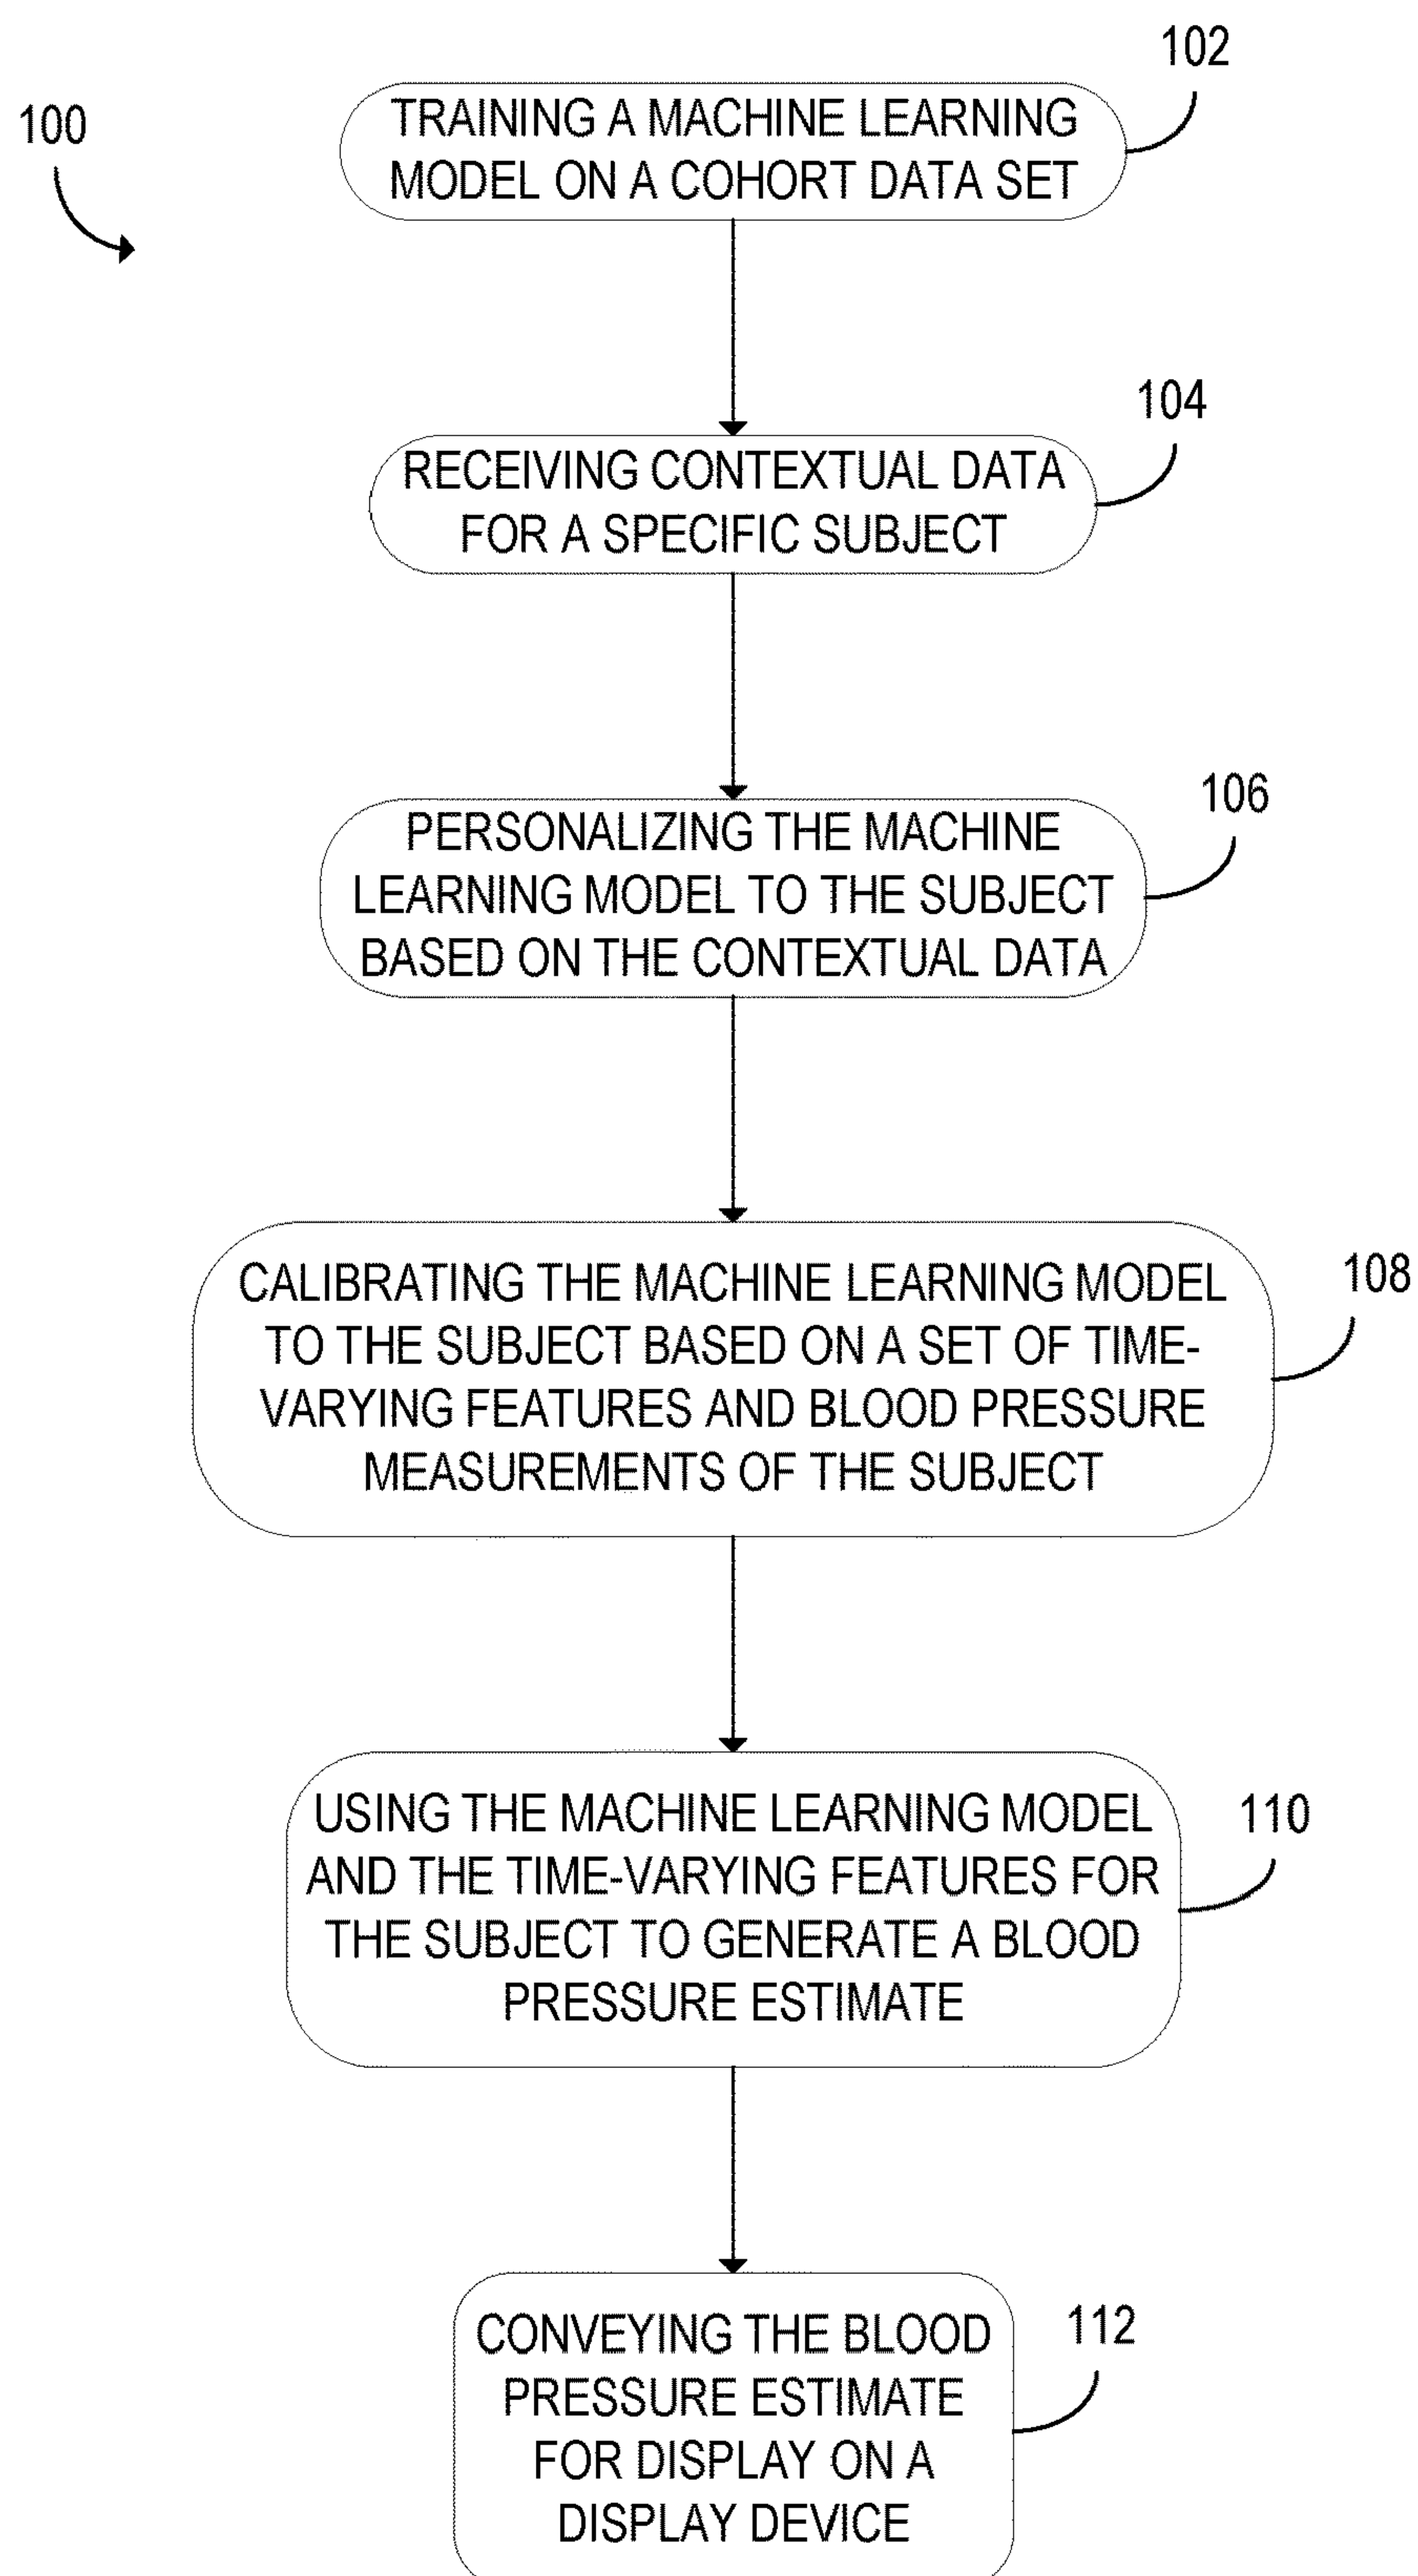 102
100
TRAINING A MACHINE LEARNING
MODEL ON A COHORT DATA SET
104
RECEIVING CONTEXTUAL DATA
FOR A SPECIFIC SUBJECT
106
PERSONALIZING THE MACHINE
LEARNING MODEL TO THE SUBJECT
BASED ON THE CONTEXTUAL DATA
108
CALIBRATING THE MACHINE LEARNING MODEL
TO THE SUBJECT BASED ON A SET OF TIME-
VARYING FEATURES AND BLOOD PRESSURE
MEASUREMENTS OF THE SUBJECT
110
USING THE MACHINE LEARNING MODEL
AND THE TIME-VARYING FEATURES FOR
THE SUBJECT TO GENERATE A BLOOD
PRESSURE ESTIMATE
112
CONVEYING THE BLOOD
PRESSURE ESTIMATE
FOR DISPLAY ON A
DISPLAY DEVICE